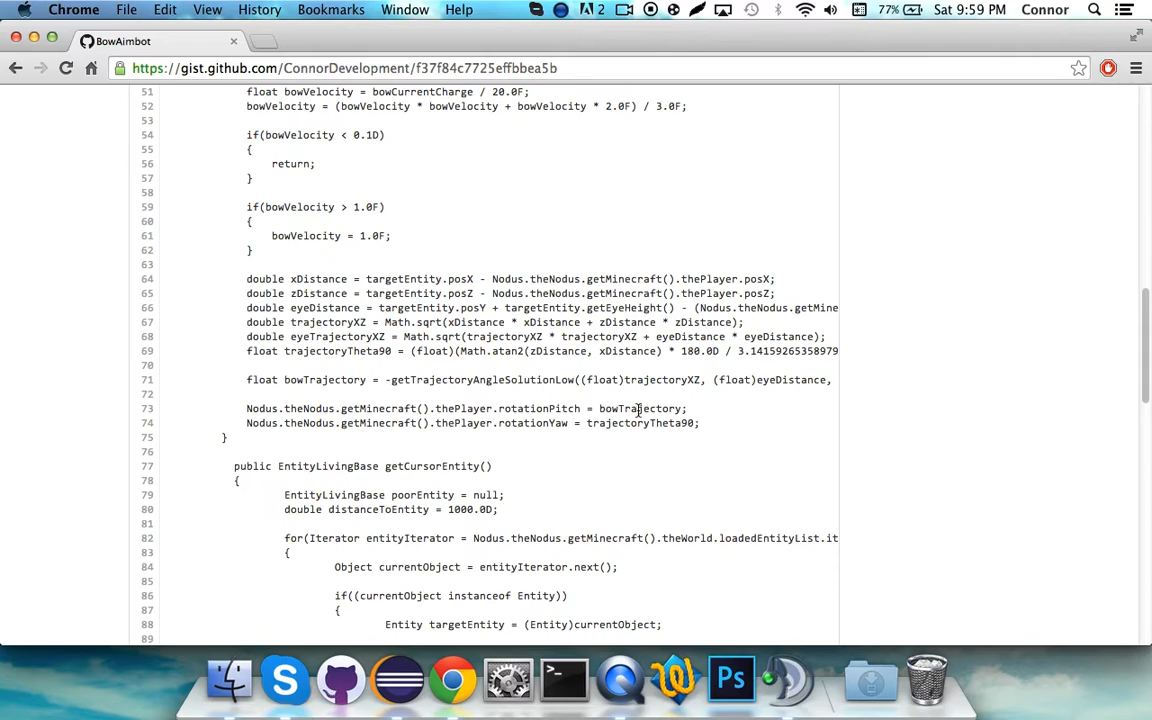 Chrome File Edit View History Bookmarks Window Help 2 77% Sat 9:59 PM Connor
BowAimbot
https://gist.github.com/ConnorDevelopment/f37f84c7725effbbea5b
51 float bowVelocity = bowCurrentCharge / 20.0F;
52 bowVelocity = (bowVelocity * bowVelocity + bowVelocity * 2.0F) / 3.0F;
53
54 if(bowVelocity < 0.1D)
55 {
56 return;
57 }
58
59 if(bowVelocity > 1.0F)
60 {
61 bowVelocity = 1.0F;
62 }
63
64 double xDistance = targetEntity.posX - Nodus.theNodus.getMinecraft().thePlayer.posX;
65 double zDistance = targetEntity.posZ - Nodus.theNodus.getMinecraft().thePlayer.posZ;
66 double eyeDistance = targetEntity.posY + targetEntity.getEyeHeight() - (Nodus.theNodus.getMine
67 double trajectoryXZ = Math.sqrt(xDistance * xDistance + zDistance * zDistance);
68 double eyeTrajectoryXZ = Math.sqrt(trajectoryXZ * trajectoryXZ + eyeDistance * eyeDistance);
69 float trajectoryTheta90 = (float)(Math.atan2(zDistance, xDistance) * 180.0D / 3.14159265358979
70
71 float bowTrajectory = -getTrajectoryAngleSolutionLow((float)trajectoryXZ, (float)eyeDistance,
72
73 Nodus.theNodus.getMinecraft().thePlayer.rotationPitch = bowTrajectory;
74 Nodus.theNodus.getMinecraft().thePlayer.rotationYaw = trajectoryTheta90;
75 }
76
77 public EntityLivingBase getCursorEntity()
78 {
79 EntityLivingBase poorEntity = null;
80 double distanceToEntity = 1000.0D;
81
82 for(Iterator entityIterator = Nodus.theNodus.getMinecraft().theWorld.loadedEntityList.it
83 {
84 Object currentObject = entityIterator.next();
85
86 if((currentObject instanceof Entity))
87 {
88 Entity targetEntity = (Entity)currentObject;
89
Ps